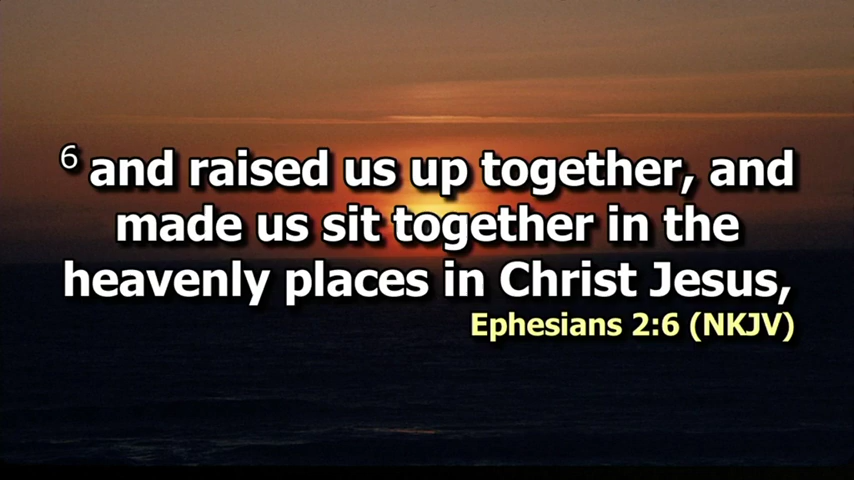 6 and raised us up together, and
made us sit together in the
heavenly places in Christ Jesus,
Ephesians 2:6 (NKJV)